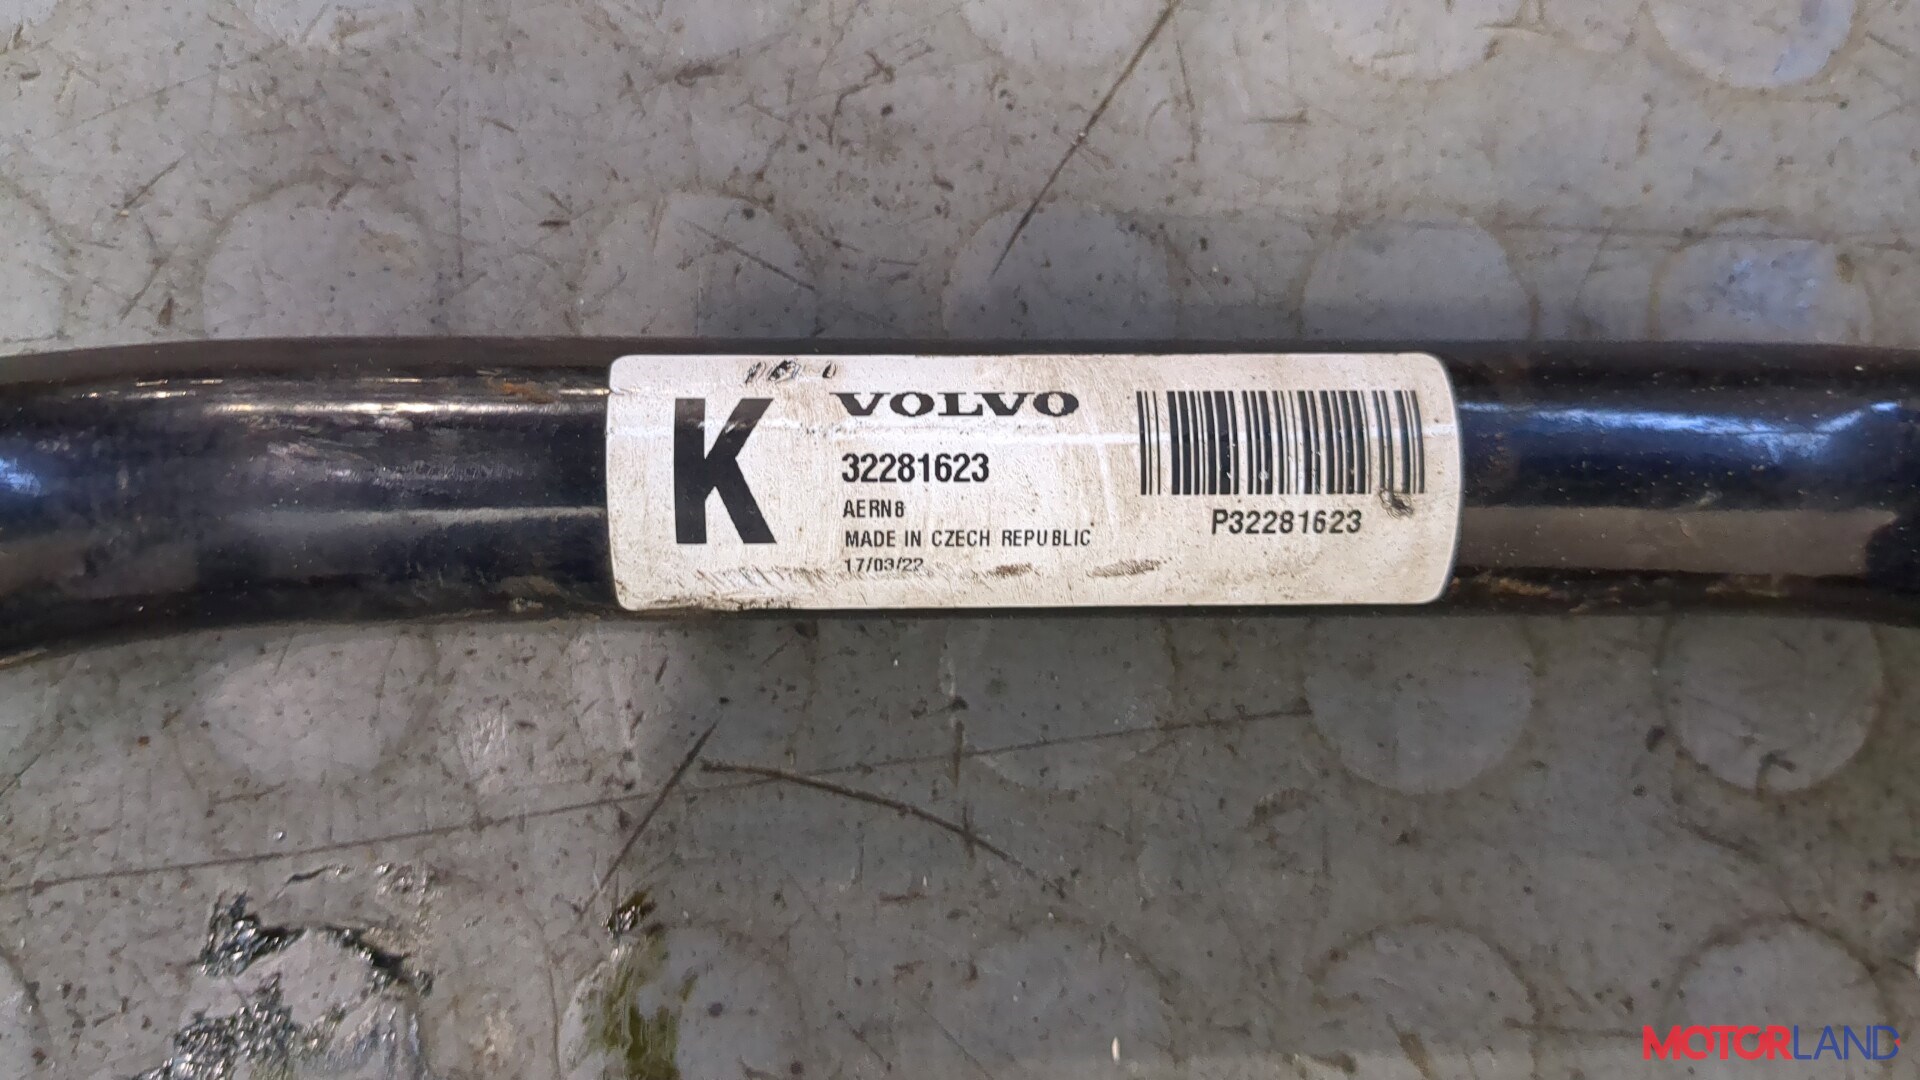 K
VOLVO
32281623
AERN8
MADE IN CZECH REPUBLIC
17/03/22
P32281623
MOTORLAND